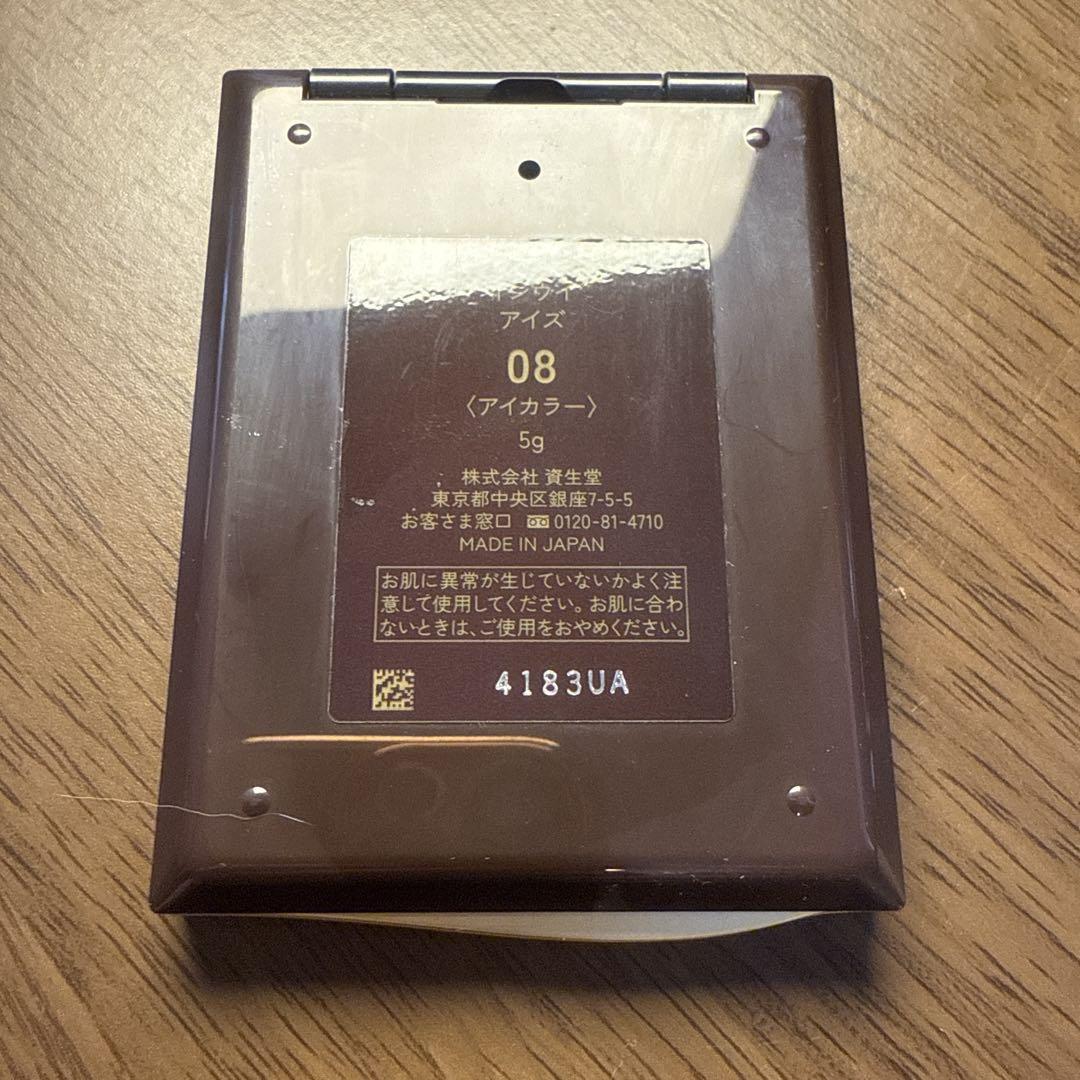 インウイ
アイズ
08
〈アイカラー〉
5g
株式会社 資生堂
東京都中央区銀座7-5-5
お客さま窓口 0120-81-4710
MADE IN JAPAN
お肌に異常が生じていないかよく注
意して使用してください。お肌に合わ
ないときは、ご使用をおやめください。
4183UA